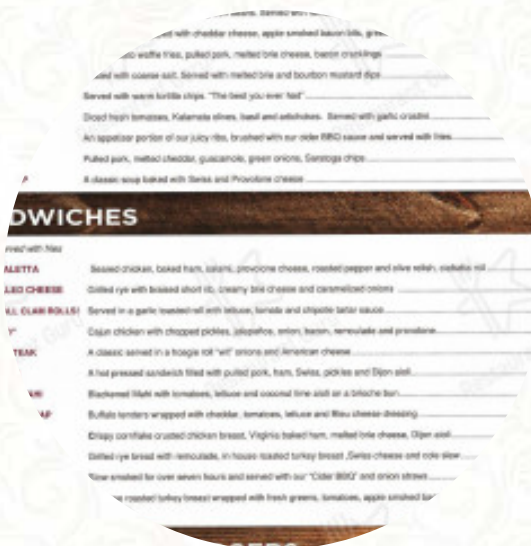 beans. Served with
with cheddar cheese, apple smoked bacon bits,
waffle fries, pulled pork, melted brie cheese, bacon cracklings
with coarse salt. Served with melted brie and bourbon mustard dips
Served with warm tortilla chips. "The best you ever had"
Diced fresh tomatoes, Kalamata olives, basil and artichokes. Served with garlic crostini
An appetizer portion of our juicy ribs, brushed with our cider BBQ sauce and served with fries
Pulled pork, melted cheddar, guacamole, green onions, Saratoga chips
A classic soup baked with Swiss and Provolone cheese
DWICHES
erved with fries
ALETTA Seared chicken, baked ham, salami, provolone cheese, roasted pepper and olive relish, ciabatta roll
LED CHEESE Grilled rye with braised short rib, creamy brie cheese and caramelized onions
LL CLAM ROLLS! Served in a garlic toasted roll with lettuce, tomato and chipotle tartar sauce
Y" Cajun chicken with chopped pickles, jalapeños, onion, bacon, remoulade and provolone
TEAK A classic served in a hoagie roll "wit" onions and American cheese
A hot pressed sandwich filled with pulled pork, ham, Swiss, pickles and Dijon aioli
Blackened Mahi with tomatoes, lettuce and coconut lime aioli on a brioche bun
AP Buffalo tenders wrapped with cheddar, tomatoes, lettuce and Bleu cheese dressing
Crispy cornflake crusted chicken breast, Virginia baked ham, melted brie cheese, Dijon aioli
Grilled rye bread with remoulade, in house roasted turkey breast, Swiss cheese and cole slaw
Slow smoked for over seven hours and served with our "Cider BBQ" and onion straws
roasted turkey breast wrapped with fresh greens, tomatoes, apple smoked